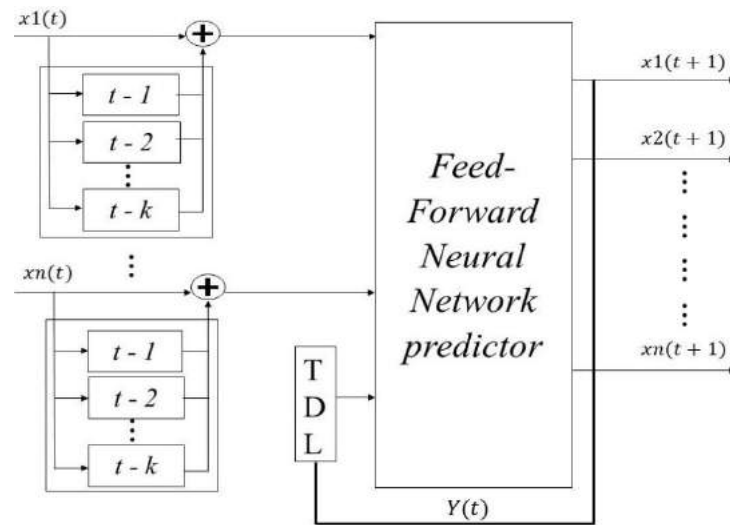 x1(t)
+
t - 1
t - 2
t - k
xn(t)
+
t - 1
t - 2
t - k
T
D
L
Feed-
Forward
Neural
Network
predictor
x1(t + 1)
x2(t + 1)
xn(t + 1)
Y(t)